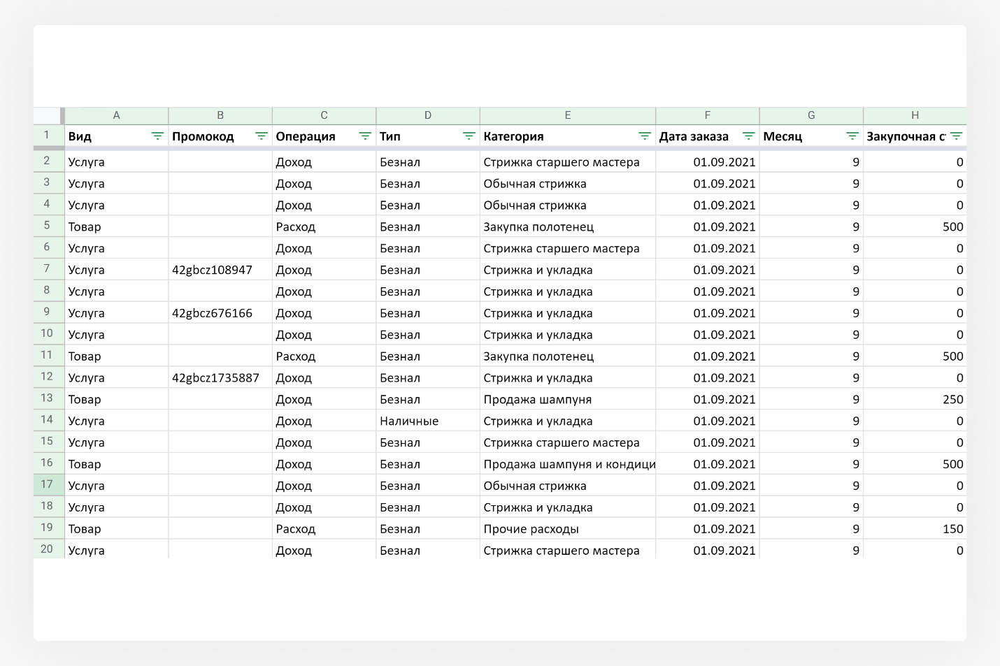 A B C D E F G H
1 Вид Промокод Операция Тип Категория Дата заказа Месяц Закупочная с
2 Услуга Доход Безнал Стрижка старшего мастера 01.09.2021 9 0
3 Услуга Доход Безнал Обычная стрижка 01.09.2021 9 0
4 Услуга Доход Безнал Обычная стрижка 01.09.2021 9 0
5 Товар Расход Безнал Закупка полотенец 01.09.2021 9 500
6 Услуга Доход Безнал Стрижка старшего мастера 01.09.2021 9 0
7 Услуга 42gbcz108947 Доход Безнал Стрижка и укладка 01.09.2021 9 0
8 Услуга Доход Безнал Стрижка и укладка 01.09.2021 9 0
9 Услуга 42gbcz676166 Доход Безнал Стрижка и укладка 01.09.2021 9 0
10 Услуга Доход Безнал Стрижка и укладка 01.09.2021 9 0
11 Товар Расход Безнал Закупка полотенец 01.09.2021 9 500
12 Услуга 42gbcz1735887 Доход Безнал Стрижка и укладка 01.09.2021 9 0
13 Товар Доход Безнал Продажа шампуня 01.09.2021 9 250
14 Услуга Доход Наличные Стрижка и укладка 01.09.2021 9 0
15 Услуга Доход Безнал Стрижка старшего мастера 01.09.2021 9 0
16 Товар Доход Безнал Продажа шампуня и кондици 01.09.2021 9 500
17 Услуга Доход Безнал Обычная стрижка 01.09.2021 9 0
18 Услуга Доход Безнал Стрижка и укладка 01.09.2021 9 0
19 Товар Расход Безнал Прочие расходы 01.09.2021 9 150
20 Услуга Доход Безнал Стрижка старшего мастера 01.09.2021 9 0